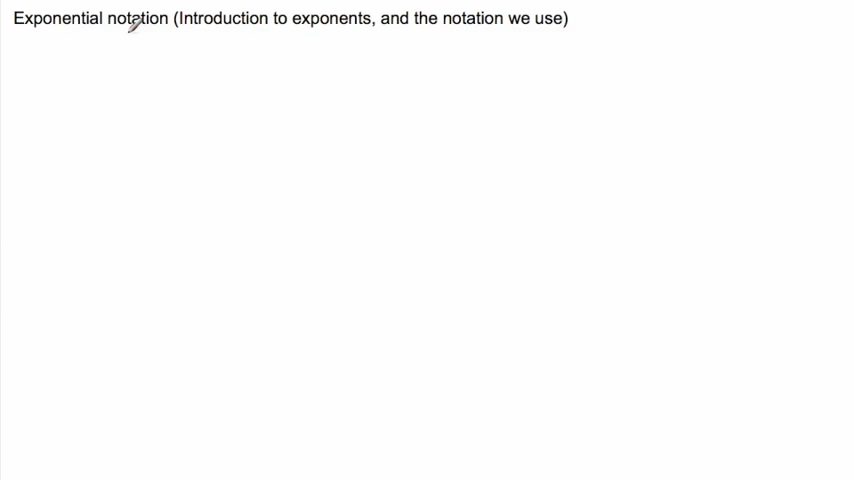 Exponential notation (Introduction to exponents, and the notation we use)